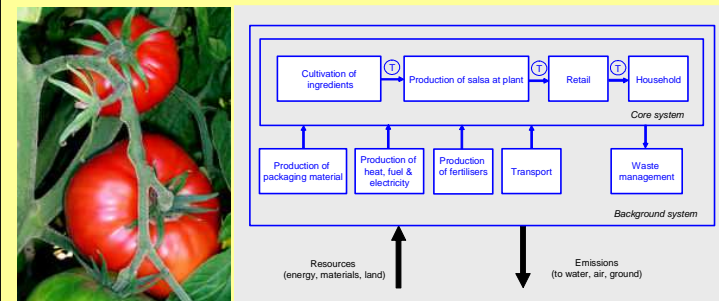 Cultivation of
ingredients
T
Production of salsa at plant
T
Retail
T
Household
Core system
Production of
packaging material
Production of
heat, fuel &
electricity
Production
of fertilisers
Transport
Waste
management
Background system
Resources
(energy, materials, land)
Emissions
(to water, air, ground)